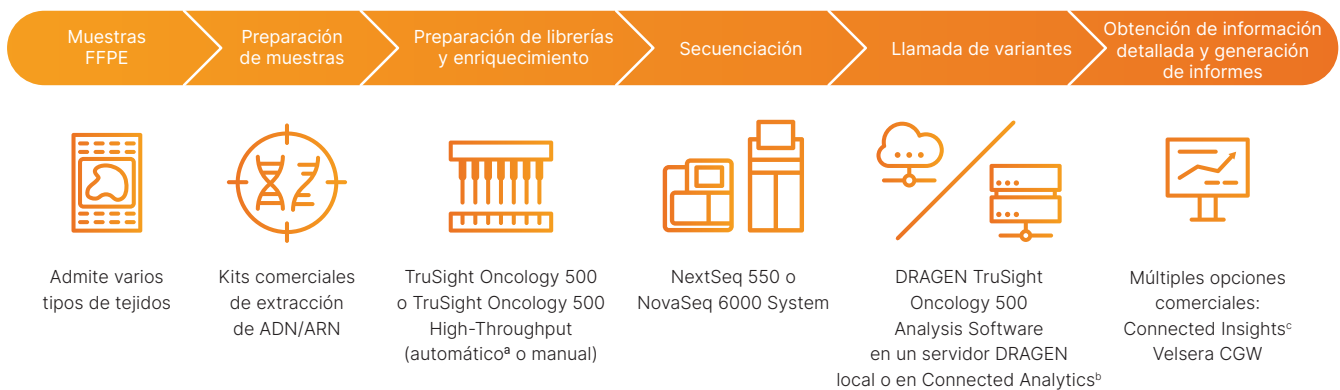 Muestras
FFPE
Preparación
de muestras
Preparación de librerías
y enriquecimiento
Secuenciación
Llamada de variantes
Obtención de información
detallada y generación
de informes
Admite varios
tipos de tejidos
Kits comerciales
de extracción
de ADN/ARN
TruSight Oncology 500
o TruSight Oncology 500
High-Throughput
(automáticoª o manual)
NextSeq 550 o
NovaSeq 6000 System
DRAGEN TruSight
Oncology 500
Analysis Software
en un servidor DRAGEN
local o en Connected Analyticsᵇ
Múltiples opciones
comerciales:
Connected Insightsᶜ
Velsera CGW